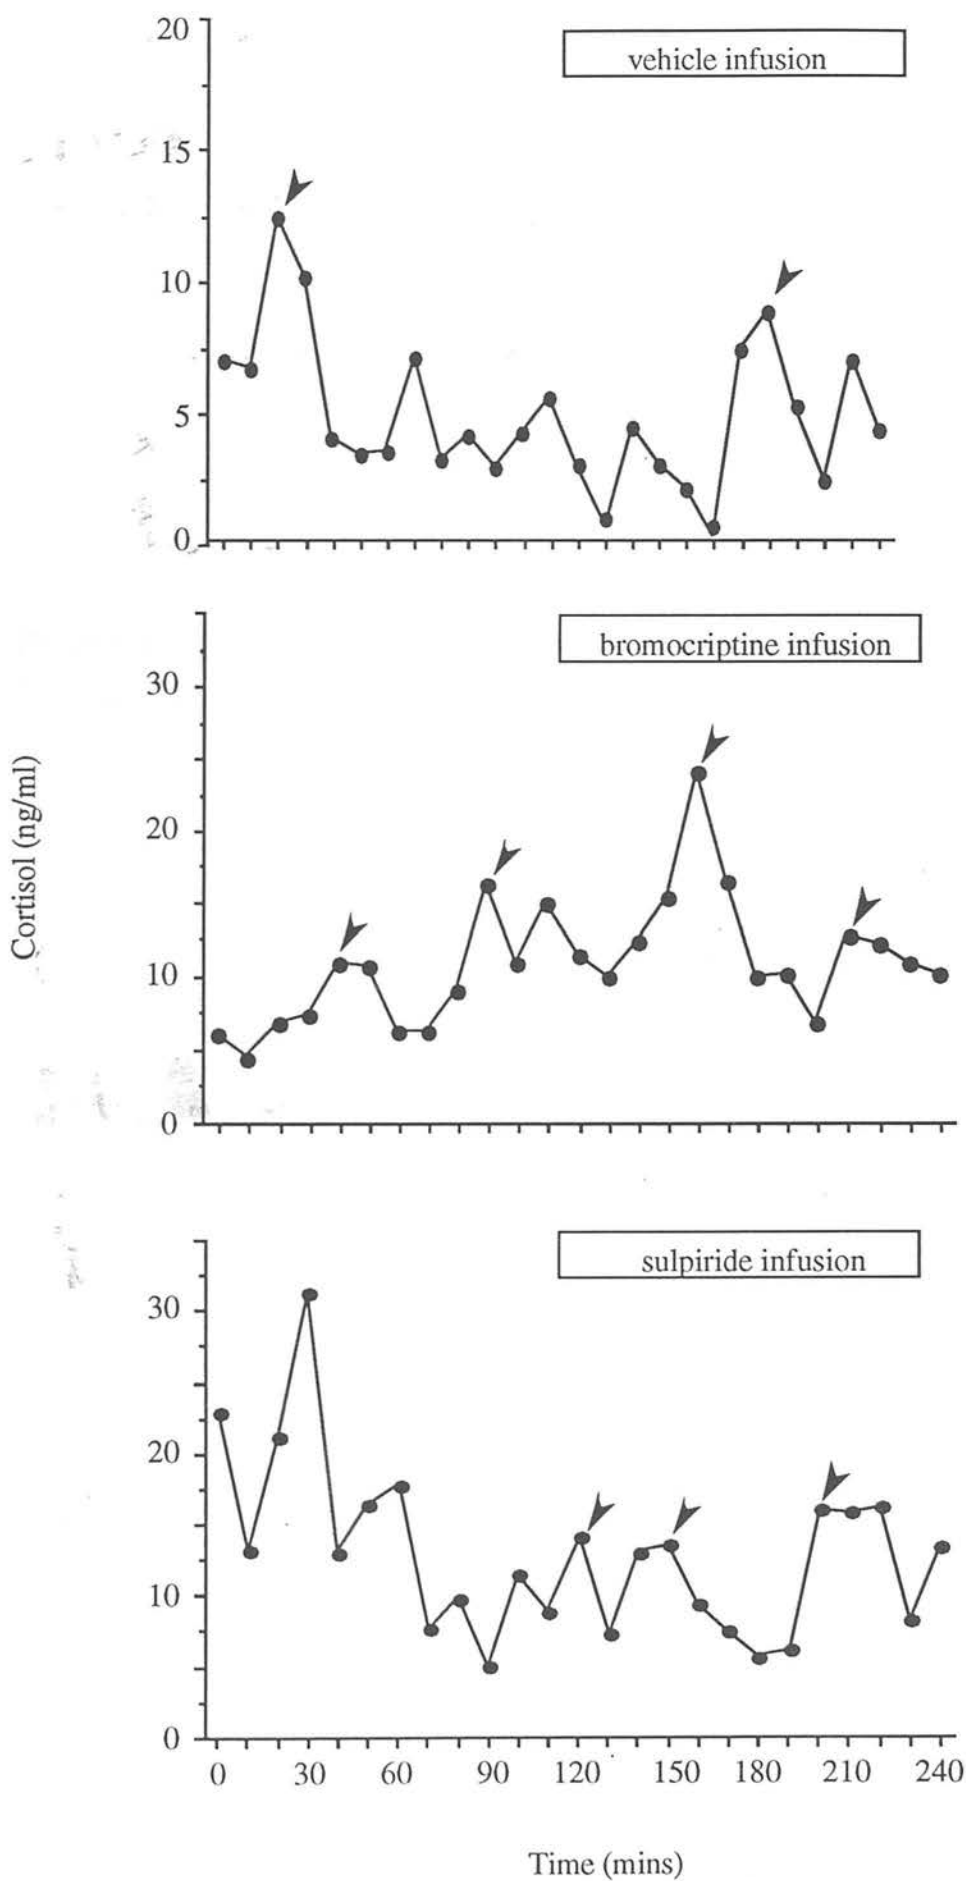 20
vehicle infusion
15
10
5
0
bromocriptine infusion
30
20
10
0
Cortisol (ng/ml)
sulpiride infusion
30
20
10
0
0 30 60 90 120 150 180 210 240
Time (mins)